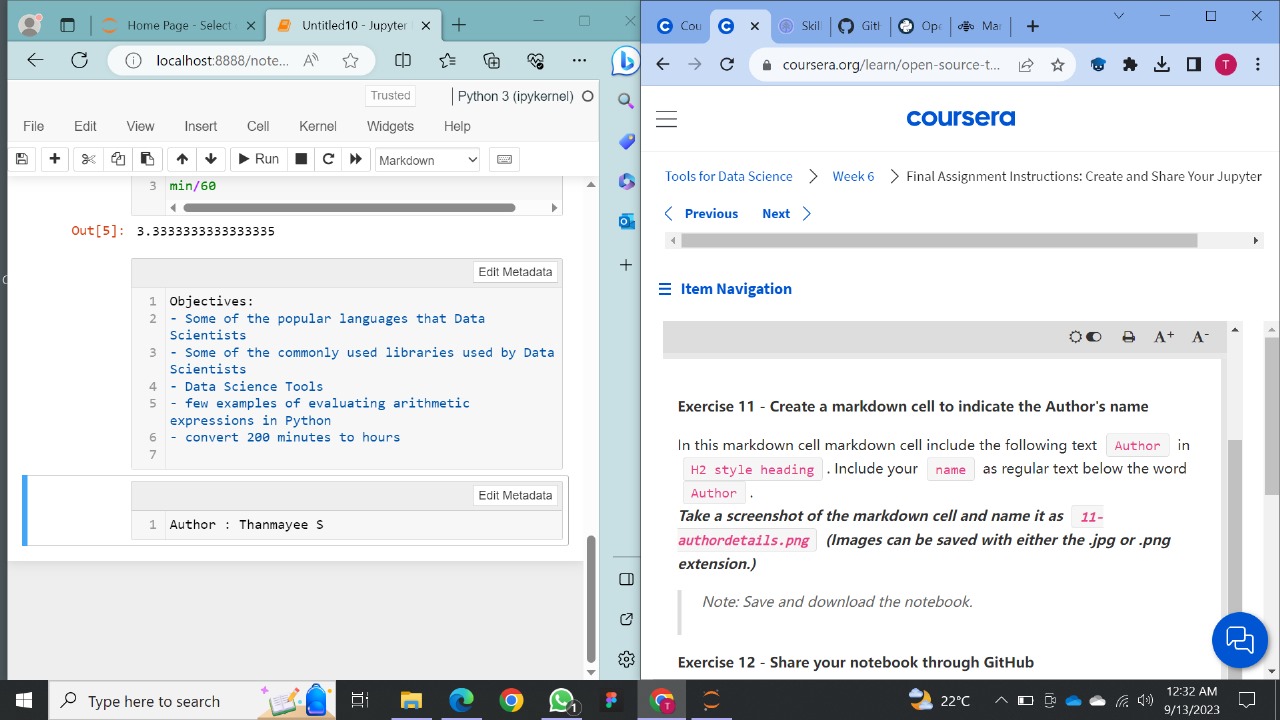 Home Page - Select
Untitled10 - Jupyter
localhost:8888/note...
Trusted
Python 3 (ipykernel)
File Edit View Insert Cell Kernel Widgets Help
Run
Markdown
3 min/60
Out[5]: 3.3333333333333335
Edit Metadata
1 Objectives:
2 - Some of the popular languages that Data
Scientists
3 - Some of the commonly used libraries used by Data
Scientists
4 - Data Science Tools
5 - few examples of evaluating arithmetic
expressions in Python
6 - convert 200 minutes to hours
7
Edit Metadata
1 Author : Thanmayee S
Cou
Skill
GitH
Ope
Mar
coursera.org/learn/open-source-t...
T
coursera
Tools for Data Science
Week 6
Final Assignment Instructions: Create and Share Your Jupyter
Previous
Next
Item Navigation
A+
A-
Exercise 11 - Create a markdown cell to indicate the Author's name
In this markdown cell markdown cell include the following text Author in
H2 style heading . Include your name as regular text below the word
Author .
Take a screenshot of the markdown cell and name it as 11-
authordetails.png (Images can be saved with either the .jpg or .png
extension.)
Note: Save and download the notebook.
Exercise 12 - Share your notebook through GitHub
Type here to search
1
T
22°C
12:32 AM
9/13/2023